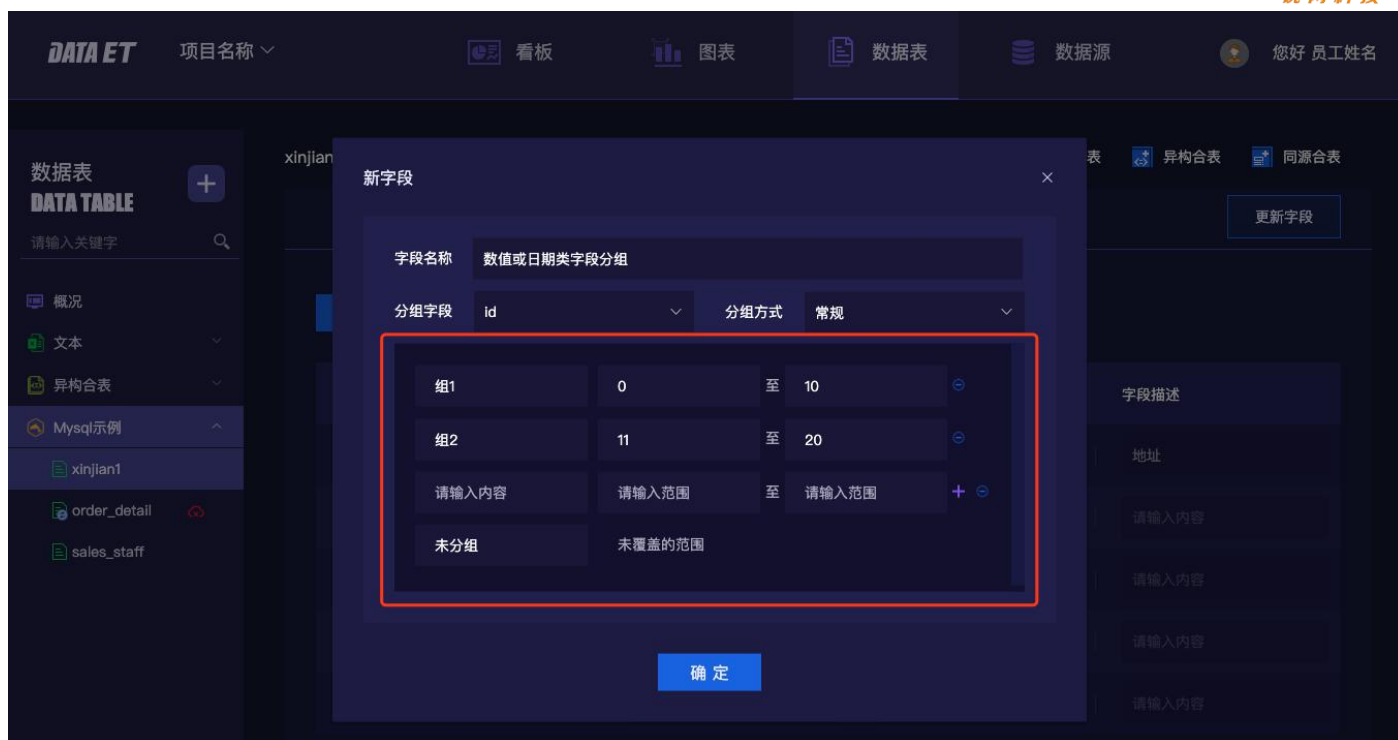 DATA ET 项目名称 看板 图表 数据表 数据源 您好 员工姓名
数据表
DATA TABLE
请输入关键字
概况
文本
异构合表
Mysql示例
xinjian1
order_detail
sales_staff
xinjian
表 异构合表 同源合表
更新字段
新字段
字段名称 数值或日期类字段分组
分组字段 id 分组方式 常规
组1 0 至 10
组2 11 至 20
请输入内容 请输入范围 至 请输入范围
未分组 未覆盖的范围
确定
字段描述
地址
请输入内容
请输入内容
请输入内容
请输入内容